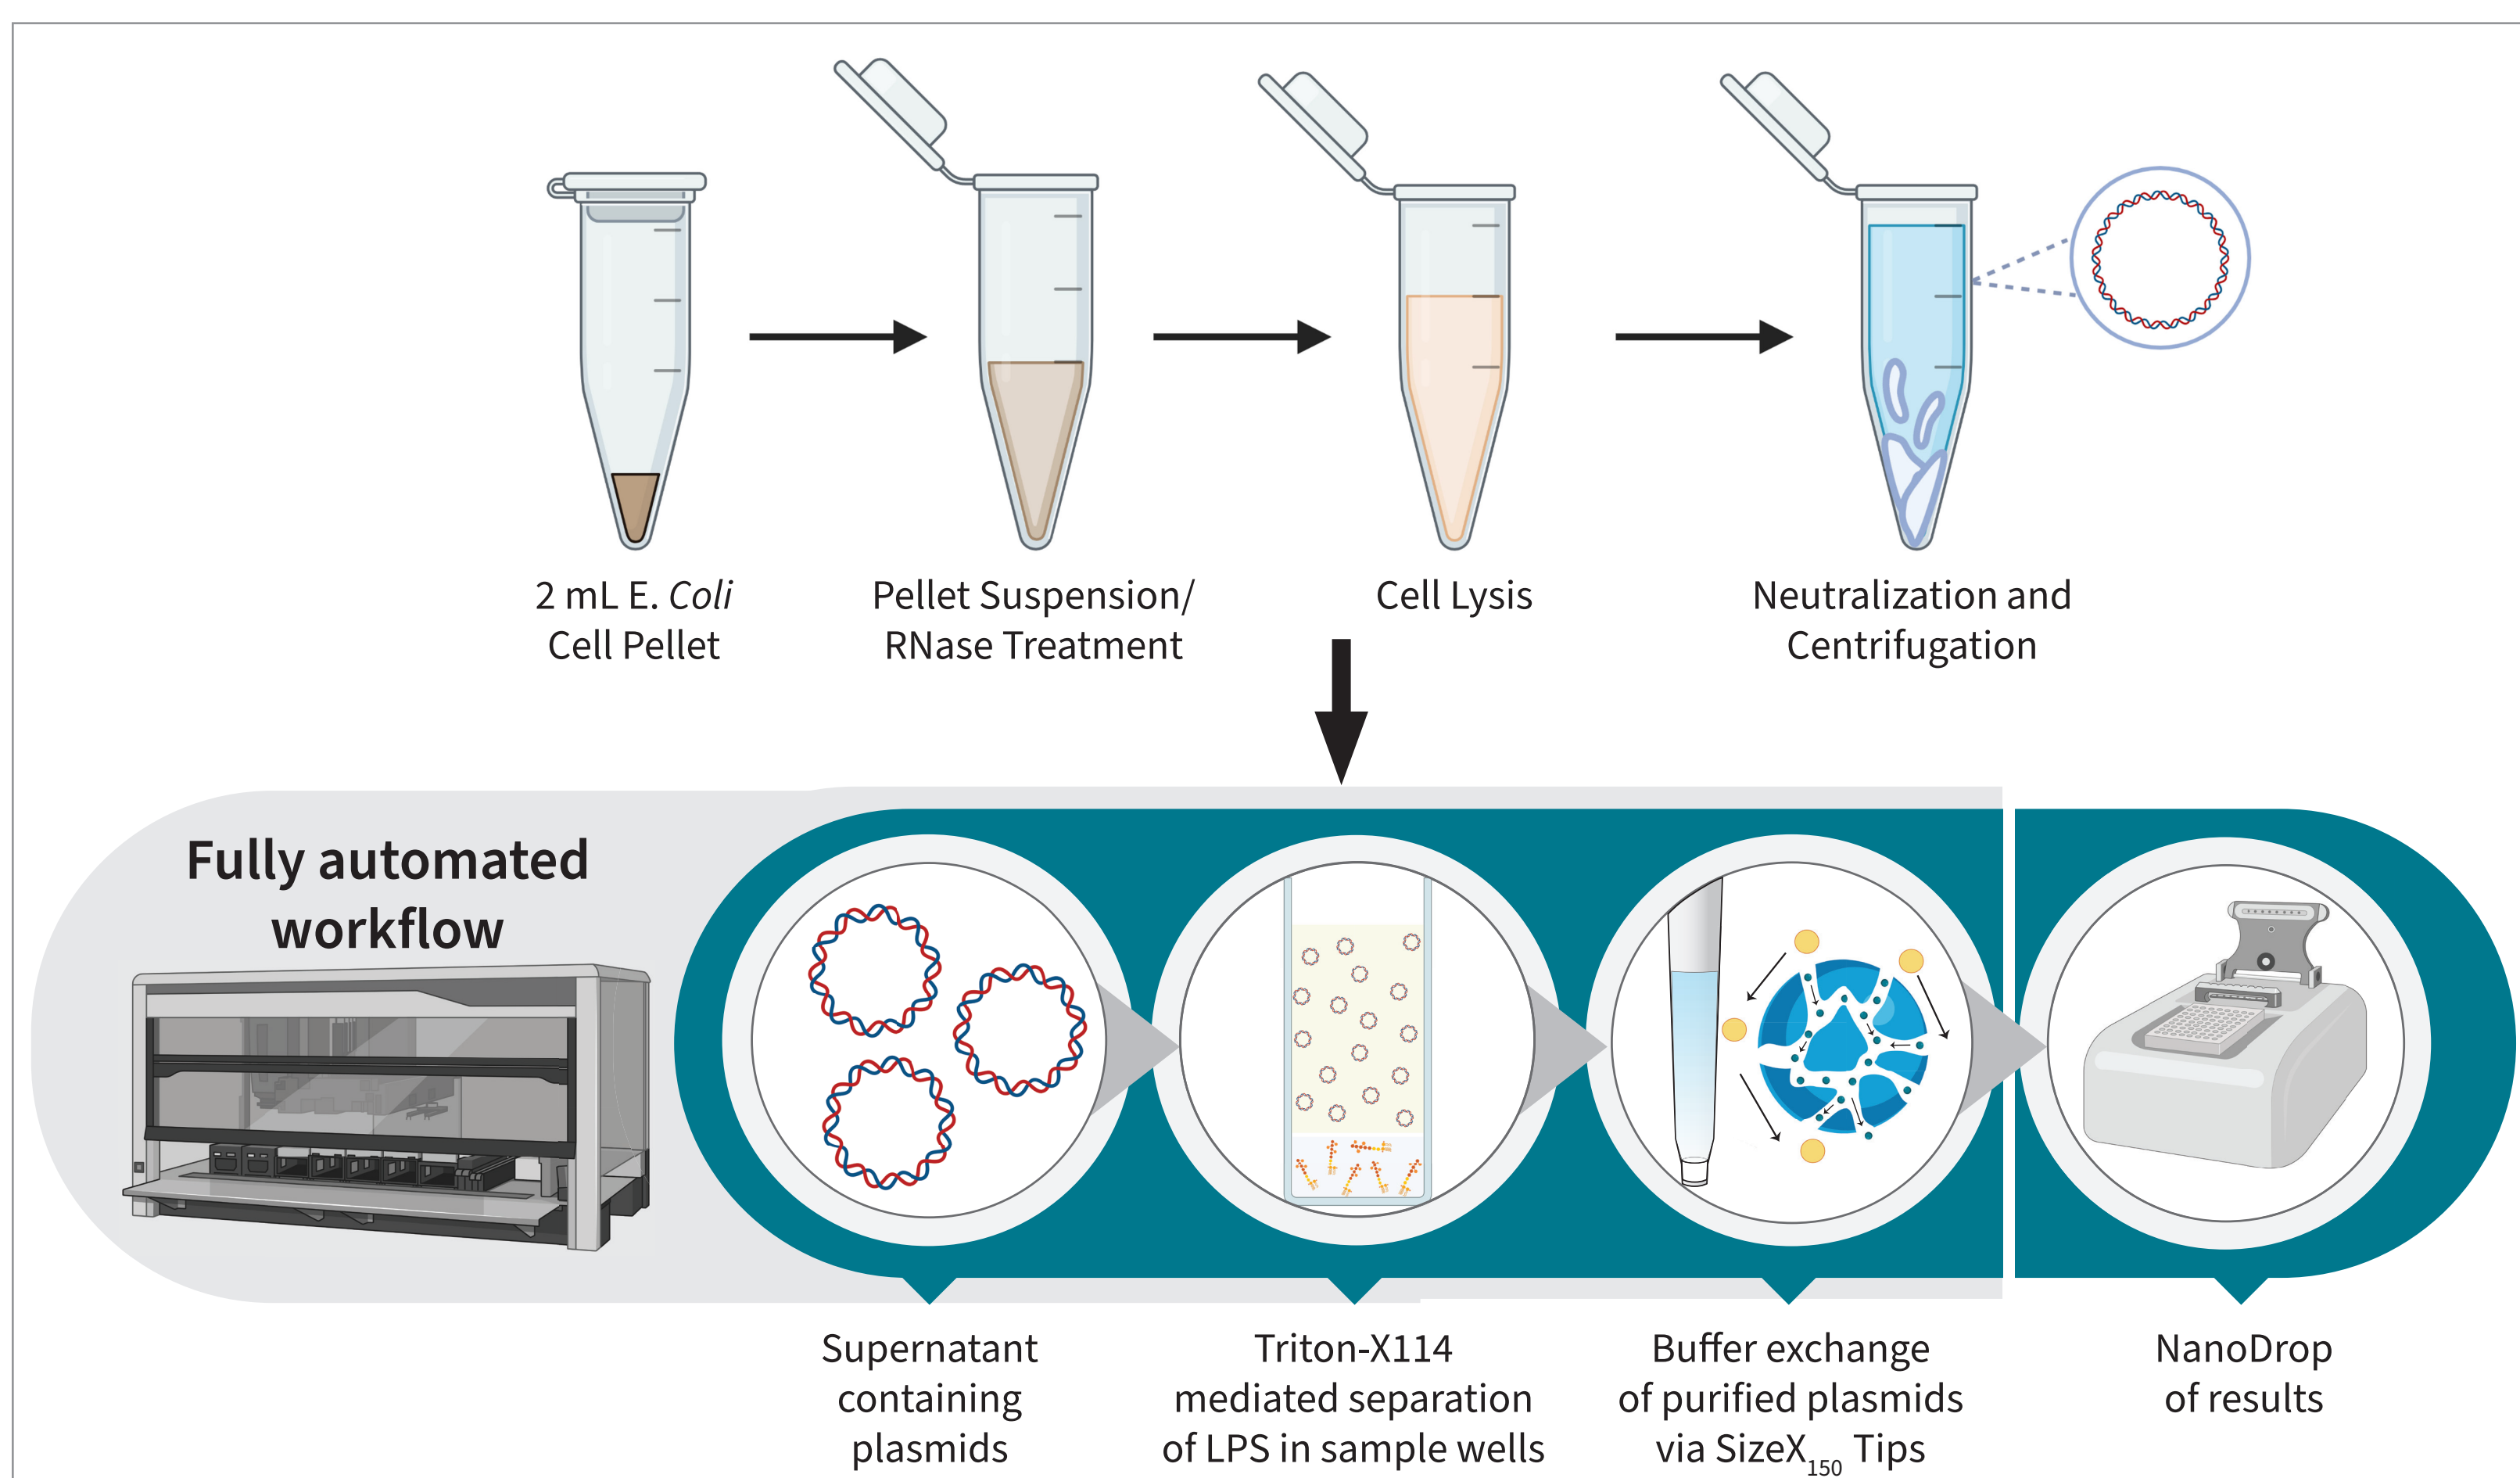 2 mL E. Coli
Cell Pellet
Pellet Suspension/
RNase Treatment
Cell Lysis
Neutralization and
Centrifugation
Fully automated
workflow
Supernatant
containing
plasmids
Triton-X114
mediated separation
of LPS in sample wells
Buffer exchange
of purified plasmids
via SizeX150 Tips
NanoDrop
of results